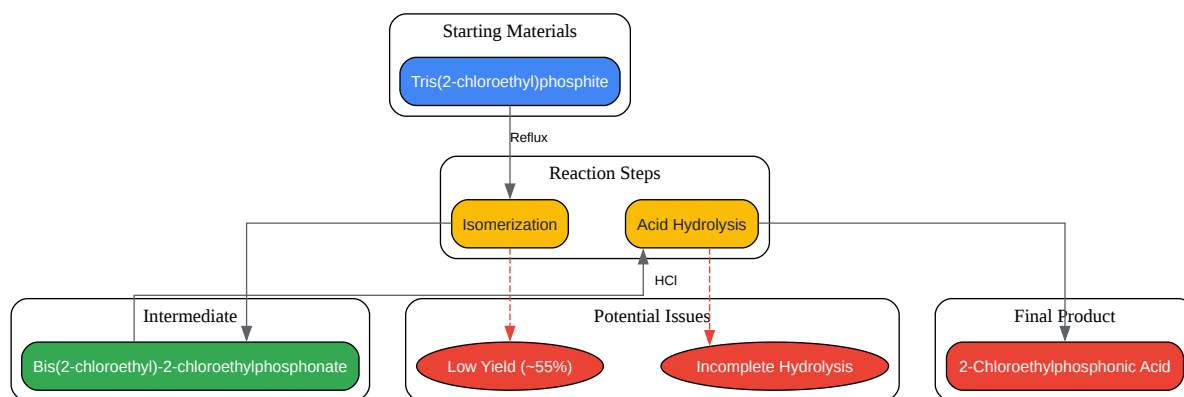 Starting Materials
Tris(2-chloroethyl)phosphite
Reflux
Reaction Steps
Isomerization
Acid Hydrolysis
HCl
Intermediate
Bis(2-chloroethyl)-2-chloroethylphosphonate
Potential Issues
Low Yield (~55%)
Incomplete Hydrolysis
Final Product
2-Chloroethylphosphonic Acid